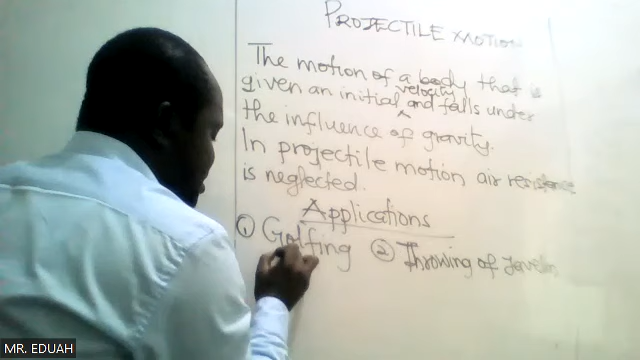 PROJECTILE MOTION
The motion of a body that is
given an initial velocity and falls under
the influence of gravity.
In projectile motion air resistance
is neglected.
Applications
① Golfing ② Throwing of Javelin
MR. EDUAH